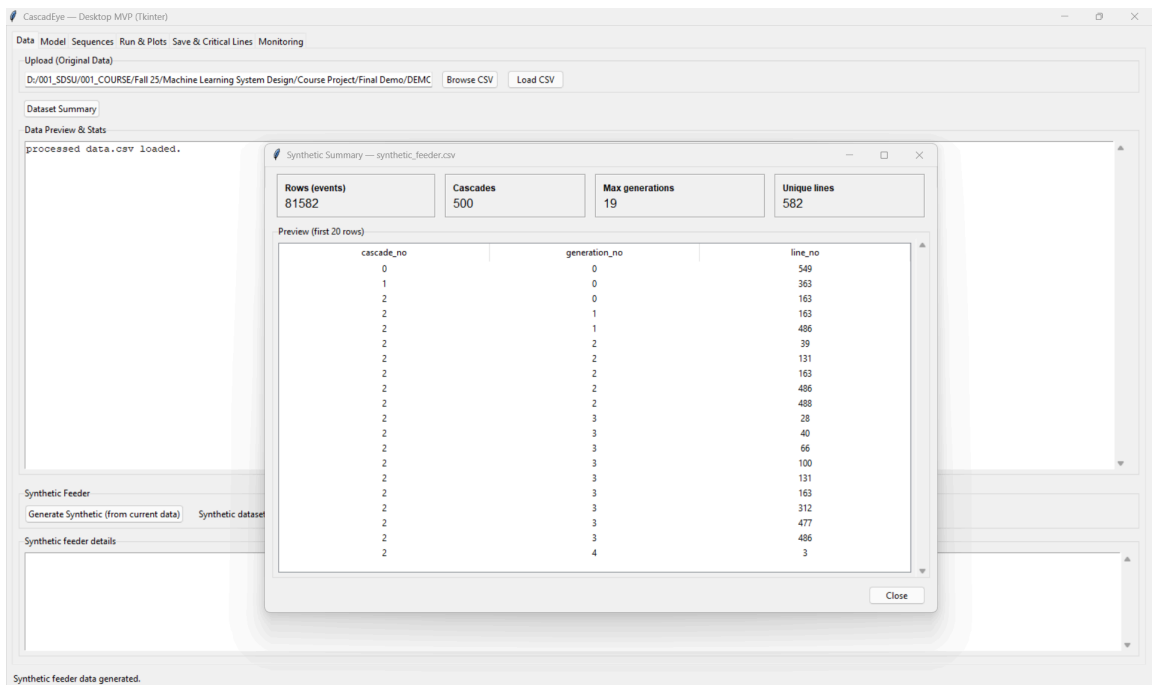 CascadEye — Desktop MVP (Tkinter)
Data Model Sequences Run & Plots Save & Critical Lines Monitoring
Upload (Original Data)
D:/001_SDSU/001_COURSE/Fall 25/Machine Learning System Design/Course Project/Final Demo/DEMC Browse CSV Load CSV
Dataset Summary
Data Preview & Stats
processed data.csv loaded.
Synthetic Summary — synthetic_feeder.csv
Rows (events) Cascades Max generations Unique lines
81582 500 19 582
Preview (first 20 rows)
cascade_no generation_no line_no
0 0 549
1 0 363
2 0 163
2 1 163
2 1 486
2 2 39
2 2 131
2 2 163
2 2 486
2 2 488
2 3 28
2 3 40
2 3 66
2 3 100
2 3 131
2 3 163
2 3 312
2 3 477
2 3 486
2 4 3
Close
Synthetic Feeder
Generate Synthetic (from current data) Synthetic dataset
Synthetic feeder details
Synthetic feeder data generated.